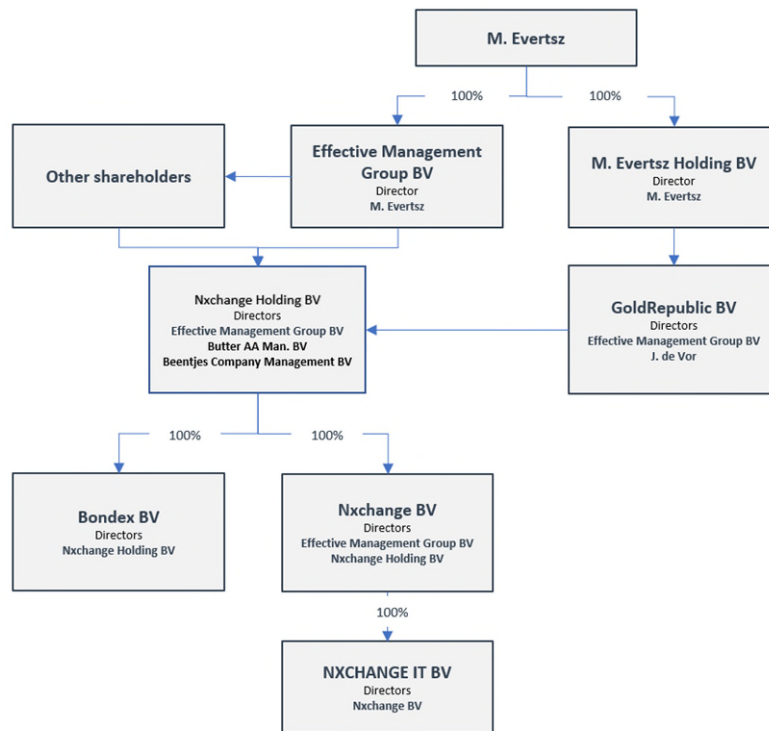 M. Evertsz
100%
100%
Other shareholders
Effective Management
Group BV
Director
M. Evertsz
M. Evertsz Holding BV
Director
M. Evertsz
Nxchange Holding BV
Directors
Effective Management Group BV
Butter AA Man. BV
Beentjes Company Management BV
GoldRepublic BV
Directors
Effective Management Group BV
J. de Vor
100%
100%
Bondex BV
Directors
Nxchange Holding BV
Nxchange BV
Directors
Effective Management Group BV
Nxchange Holding BV
100%
NXCHANGE IT BV
Directors
Nxchange BV